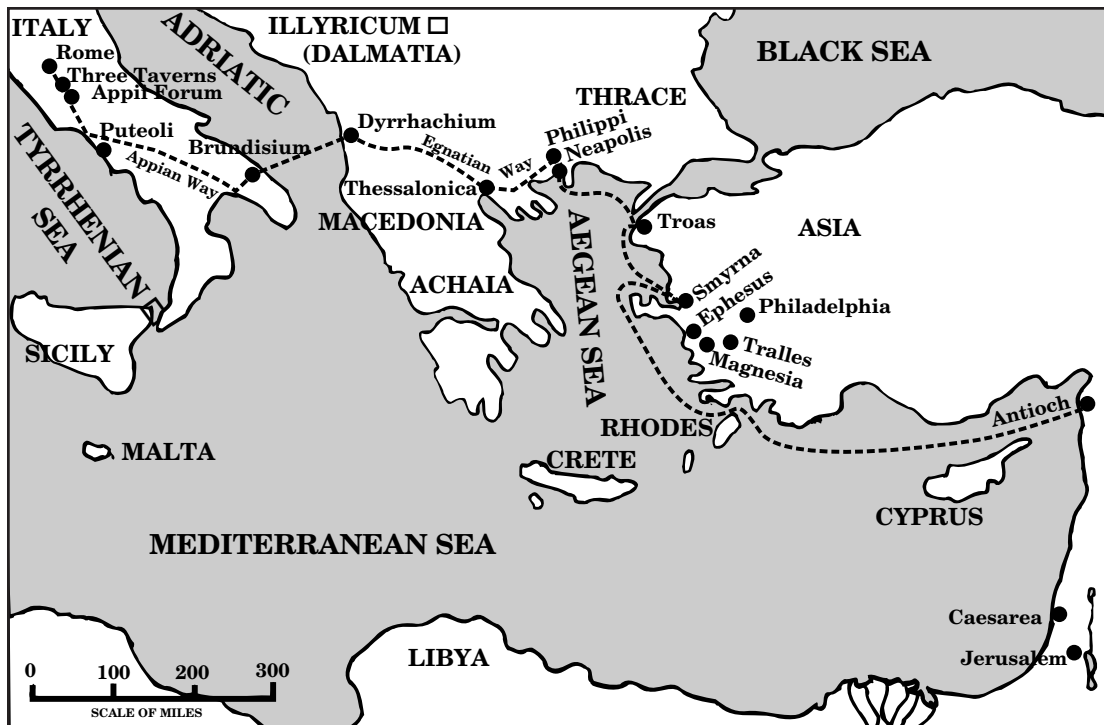 ITALY
Rome
Three Taverns
Appii Forum
Puteoli
Appian Way
Brundisium
TYRRHENIAN
SEA
ADRIATIC
ILLYRICUM
(DALMATIA)
Dyrrhachium
Egnatian Way
Thessalonica
MACEDONIA
ACHAIA
THRACE
Philippi
Neapolis
BLACK SEA
AEGEAN SEA
Troas
ASIA
Smyrna
Ephesus
Philadelphia
Tralles
Magnesia
SICILY
MALTA
RHODES
CRETE
Antioch
CYPRUS
MEDITERRANEAN SEA
Caesarea
Jerusalem
LIBYA
0 100 200 300
SCALE OF MILES